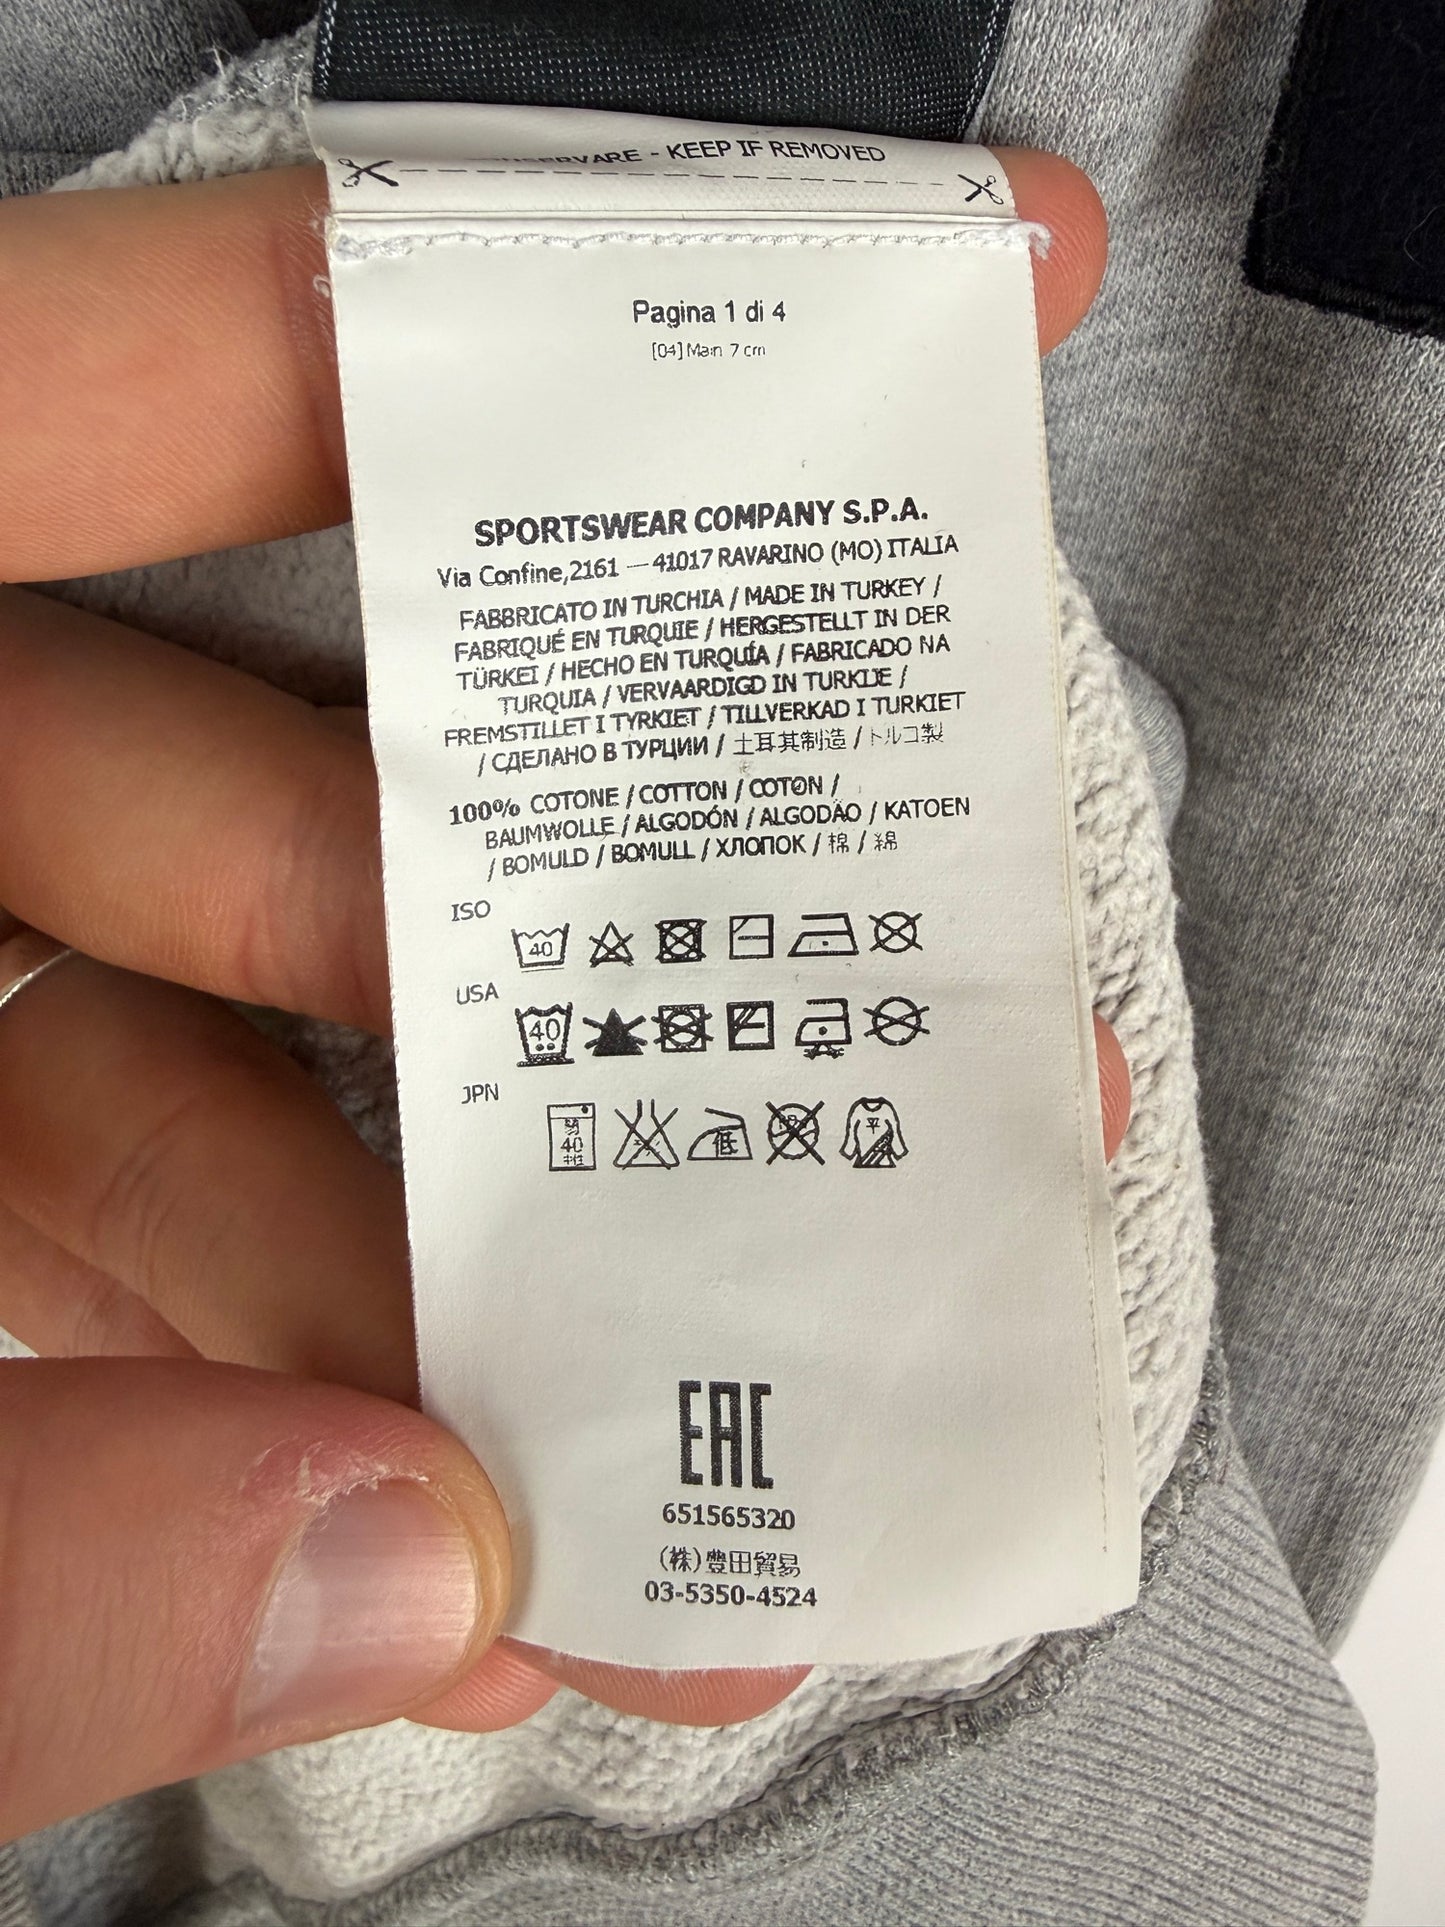 - KEEP IF REMOVED
Pagina 1 di 4
[04] Main 7 cm
SPORTSWEAR COMPANY S.P.A.
Via Confine,2161 — 41017 RAVARINO (MO) ITALIA
FABBRICATO IN TURCHIA / MADE IN TURKEY /
FABRIQUÉ EN TURQUIE / HERGESTELLT IN DER
TÜRKEI / HECHO EN TURQUÍA / FABRICADO NA
TURQUIA / VERVAARDIGD IN TURKIJE /
FREMSTILLET I TYRKIET / TILLVERKAD I TURKIET
/ СДЕЛАНО В ТУРЦИИ / 土耳其制造 / トルコ製
100% COTONE / COTTON / COTON /
BAUMWOLLE / ALGODÓN / ALGODÃO / KATOEN
/ BOMULD / BOMULL / ХЛОПОК / 棉 / 綿
ISO
40
USA
40
JPN
40
中性
低
平
EAC
651565320
(株)豊田貿易
03-5350-4524